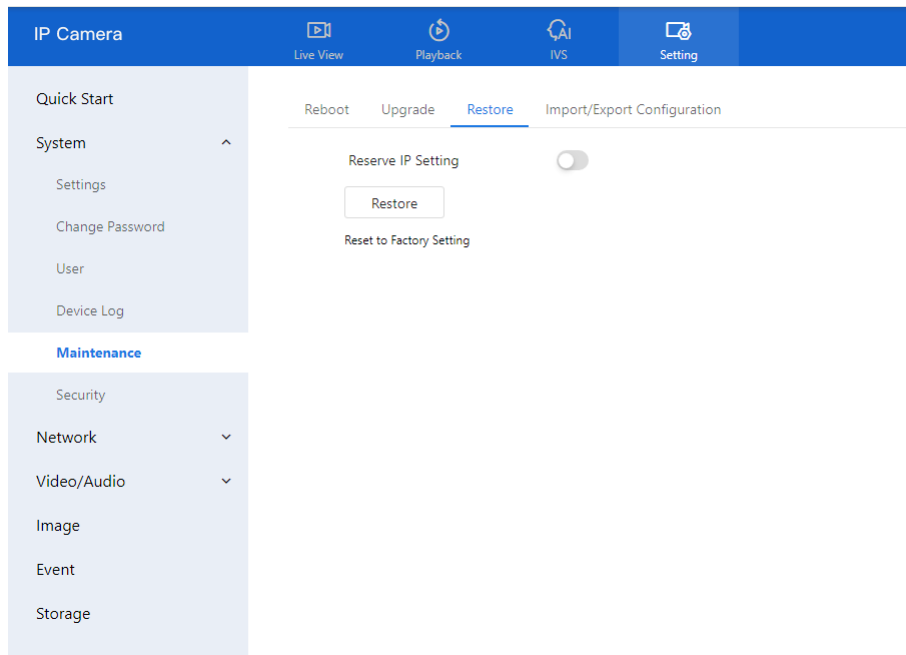 IP Camera
Live View
Playback
AI
IVS
Setting
Quick Start
System
Settings
Change Password
User
Device Log
Maintenance
Security
Network
Video/Audio
Image
Event
Storage
Reboot Upgrade Restore Import/Export Configuration
Reserve IP Setting
Restore
Reset to Factory Setting